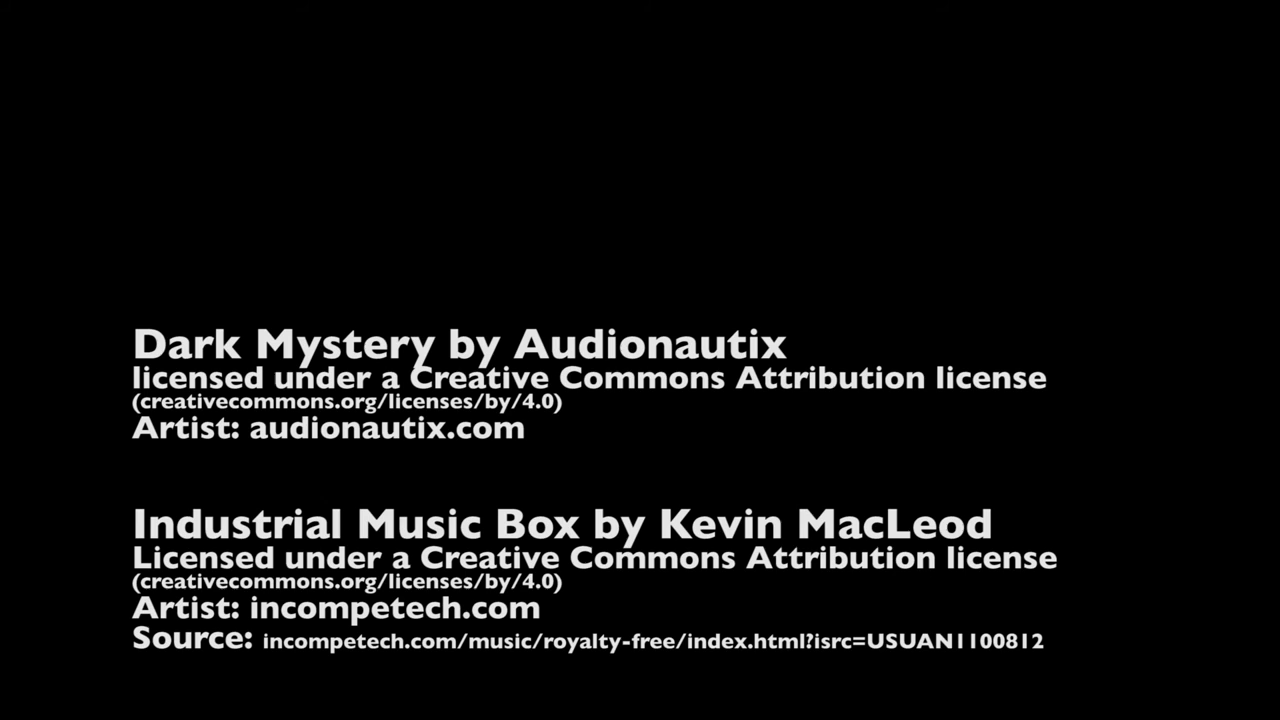 Dark Mystery by Audionautix
licensed under a Creative Commons Attribution license
(creativecommons.org/licenses/by/4.0)
Artist: audionautix.com
Industrial Music Box by Kevin MacLeod
Licensed under a Creative Commons Attribution license
(creativecommons.org/licenses/by/4.0)
Artist: incompetech.com
Source: incompetech.com/music/royalty-free/index.html?isrc=USUAN1100812